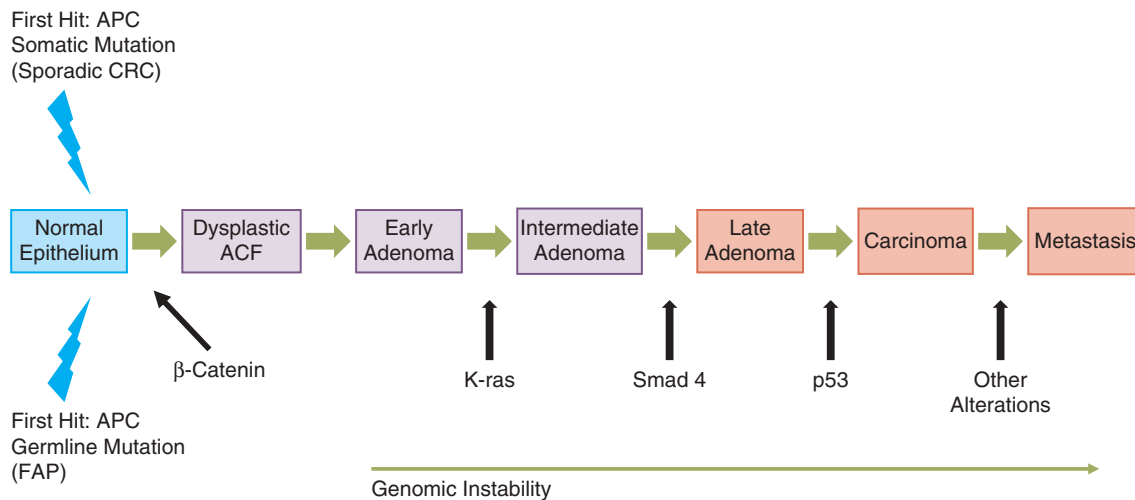 First Hit: APC
Somatic Mutation
(Sporadic CRC)
Normal
Epithelium
Dysplastic
ACF
Early
Adenoma
Intermediate
Adenoma
Late
Adenoma
Carcinoma
Metastasis
β-Catenin
K-ras
Smad 4
p53
Other
Alterations
First Hit: APC
Germline Mutation
(FAP)
Genomic Instability